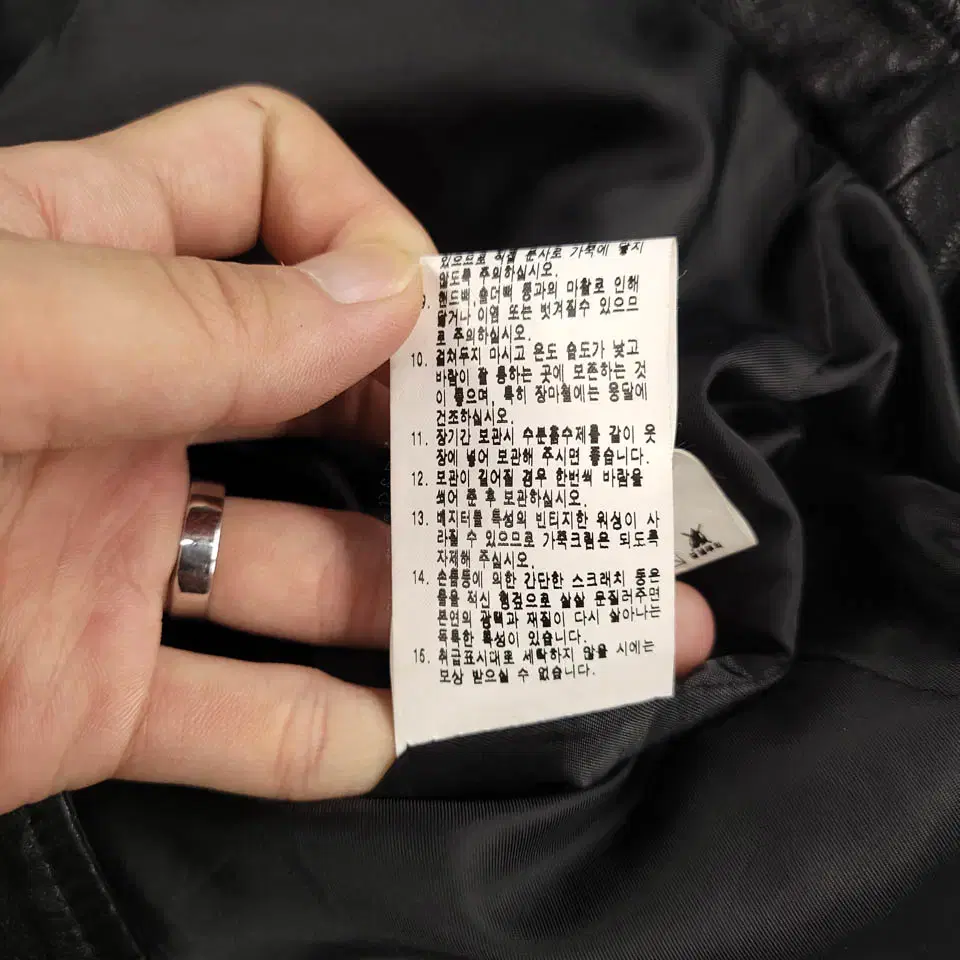 있으므로 직접 분사로 가죽에 닿지
않도록 주의하십시오.
9. 핸드백,숄더백 등과의 마찰로 인해
닳거나 이염 또는 벗겨질수 있으므
로 주의하십시오.
10. 겹쳐두지 마시고 온도 습도가 낮고
바람이 잘 통하는 곳에 보존하는 것
이 좋으며, 특히 장마철에는 응달에
건조하십시오.
11. 장기간 보관시 수분흡수제를 같이 옷
장에 넣어 보관해 주시면 좋습니다.
12. 보관이 길어질 경우 한번씩 바람을
쐬어 준 후 보관하십시오.
13. 베지터블 특성의 빈티지한 워싱이 사
라질 수 있으므로 가죽크림은 되도록
자제해 주십시오.
14. 손톱등에 의한 간단한 스크래치 등은
물을 적신 헝겊으로 살살 문질러주면
본연의 광택과 재질이 다시 살아나는
독특한 특성이 있습니다.
15. 취급표시대로 세탁하지 않을 시에는
보상 받으실 수 없습니다.